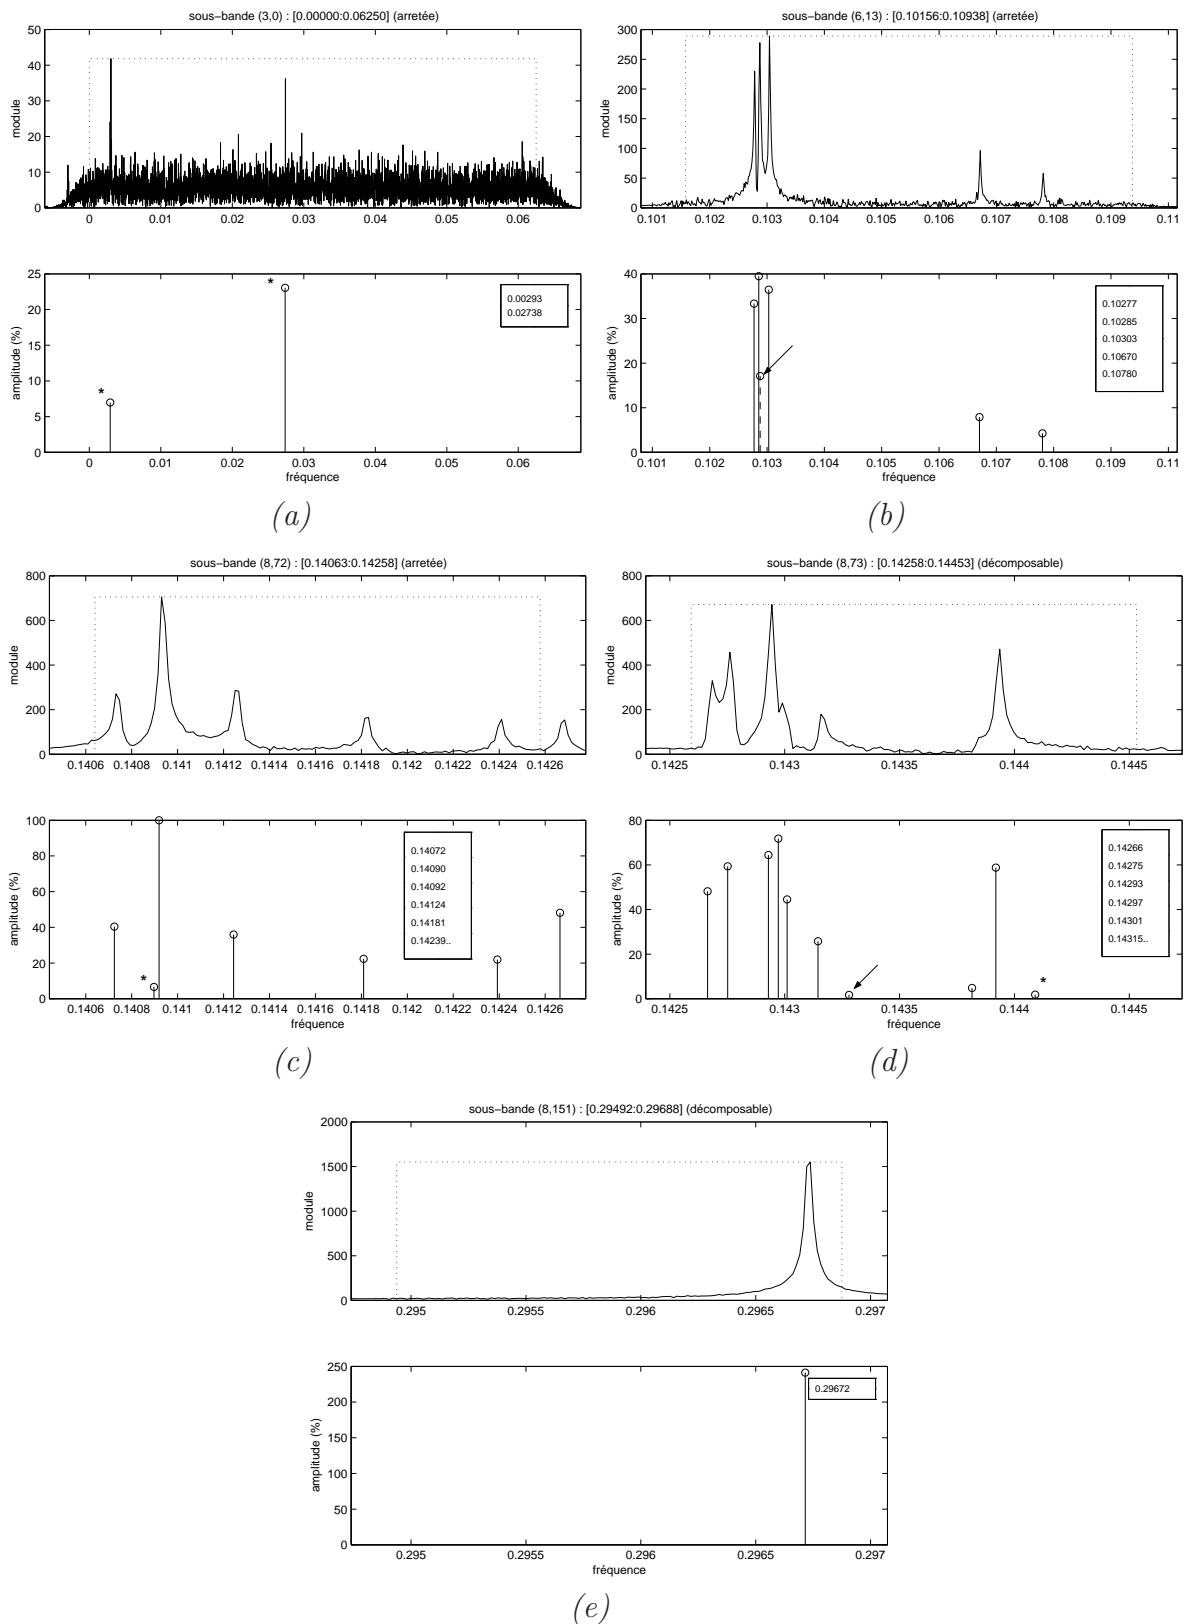 sous−bande (3,0) : [0.00000:0.06250] (arretée)
50
40
30
20
10
0
module
0 0.01 0.02 0.03 0.04 0.05 0.06
25
20
15
10
5
0
amplitude (%)
*
*
0.00293
0.02738
0 0.01 0.02 0.03 0.04 0.05 0.06
fréquence
(a)
sous−bande (6,13) : [0.10156:0.10938] (arretée)
300
250
200
150
100
50
0
module
0.101 0.102 0.103 0.104 0.105 0.106 0.107 0.108 0.109 0.11
40
30
20
10
0
amplitude (%)
0.10277
0.10285
0.10303
0.10670
0.10780
0.101 0.102 0.103 0.104 0.105 0.106 0.107 0.108 0.109 0.11
fréquence
(b)
sous−bande (8,72) : [0.14063:0.14258] (arretée)
800
600
400
200
0
module
0.1406 0.1408 0.141 0.1412 0.1414 0.1416 0.1418 0.142 0.1422 0.1424 0.1426
100
80
60
40
20
0
amplitude (%)
*
0.14072
0.14090
0.14092
0.14124
0.14181
0.14239..
0.1406 0.1408 0.141 0.1412 0.1414 0.1416 0.1418 0.142 0.1422 0.1424 0.1426
fréquence
(c)
sous−bande (8,73) : [0.14258:0.14453] (décomposable)
800
600
400
200
0
module
0.1425 0.143 0.1435 0.144 0.1445
80
60
40
20
0
amplitude (%)
*
0.14266
0.14275
0.14293
0.14297
0.14301
0.14315..
0.1425 0.143 0.1435 0.144 0.1445
fréquence
(d)
sous−bande (8,151) : [0.29492:0.29688] (décomposable)
2000
1500
1000
500
0
module
0.295 0.2955 0.296 0.2965 0.297
250
200
150
100
50
0
amplitude (%)
0.29672
0.295 0.2955 0.296 0.2965 0.297
fréquence
(e)